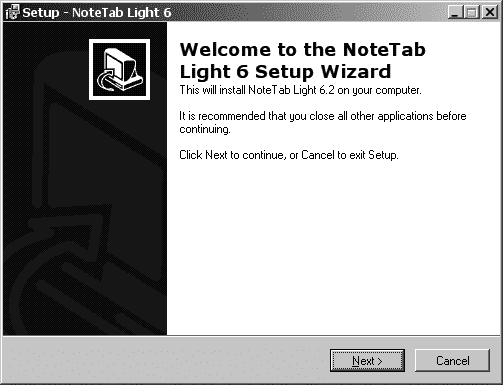 Setup - NoteTab Light 6
Welcome to the NoteTab
Light 6 Setup Wizard
This will install NoteTab Light 6.2 on your computer.
It is recommended that you close all other applications before
continuing.
Click Next to continue, or Cancel to exit Setup.
Next >
Cancel